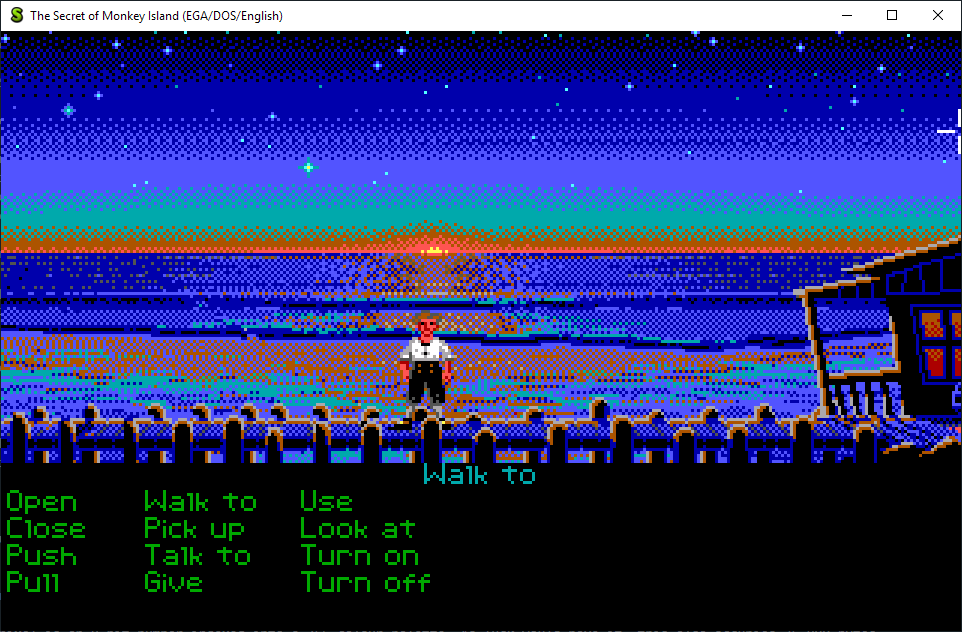 The Secret of Monkey Island (EGA/DOS/English)
Walk to
Open Walk to Use
Close Pick up Look at
Push Talk to Turn on
Pull Give Turn off